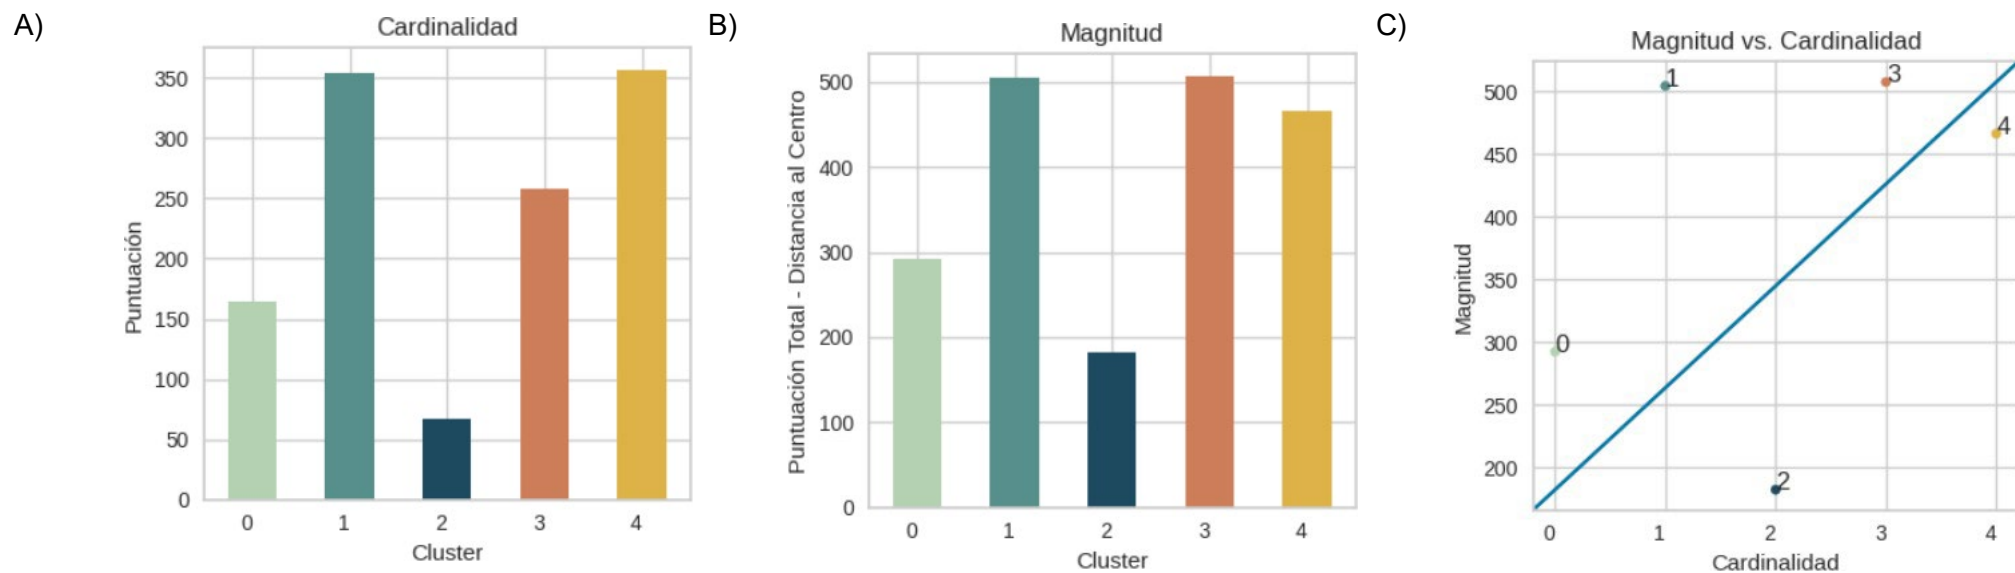 A)
Cardinalidad
Puntuación
350
300
250
200
150
100
50
0
0 1 2 3 4
Cluster
B)
Magnitud
Puntuación Total - Distancia al Centro
500
400
300
200
100
0
0 1 2 3 4
Cluster
C)
Magnitud vs. Cardinalidad
Magnitud
500
450
400
350
300
250
200
1
3
4
0
2
0 1 2 3 4
Cardinalidad